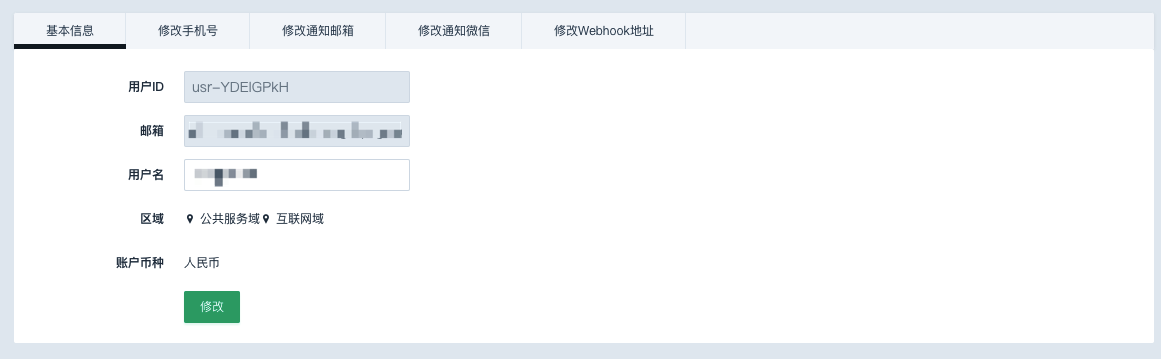 基本信息 修改手机号 修改通知邮箱 修改通知微信 修改Webhook地址
用户ID usr-YDEIGPkH
邮箱
用户名
区域 公共服务域 互联网域
账户币种 人民币
修改